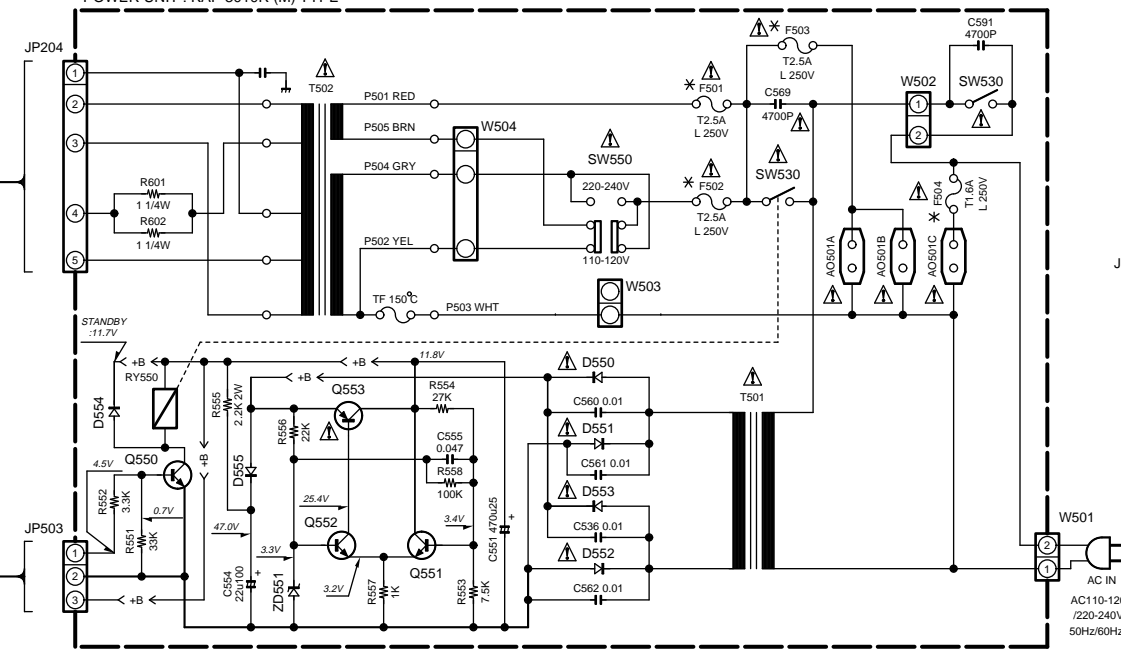 JP204
1
2
3
4
5
R601
1 1/4W
R602
1 1/4W
T502
P501 RED
P505 BRN
P504 GRY
P502 YEL
TF 150°C
P503 WHT
W504
W503
SW550
220-240V
110-120V
F501
T2.5A
L 250V
F502
T2.5A
L 250V
F503
T2.5A
L 250V
C569
4700P
SW530
C591
4700P
W502
1
2
SW530
F504
T1.6A
L 250V
AO501A
AO501B
AO501C
J
STANDBY
:11.7V
+B
RY550
D554
Q550
4.5V
R552
3.3K
0.7V
R551
33K
JP503
1
2
3
+B
+B
+B
R555
2.2K 2W
+B
11.8V
D555
47.0V
C554
22u100
+
R556
22K
Q553
R554
27K
C555
0.047
R558
100K
25.4V
Q552
3.3V
ZD551
3.2V
R557
1K
Q551
3.4V
R553
7.5K
C551 470u25
+
D550
C560 0.01
D551
C561 0.01
D553
C536 0.01
D552
C562 0.01
T501
W501
2
1
AC IN